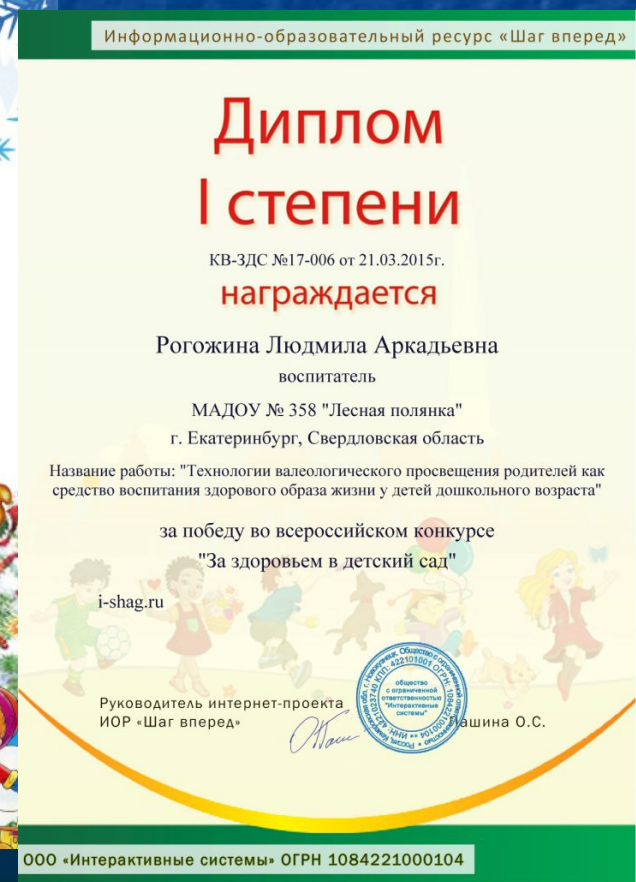 Информационно-образовательный ресурс «Шаг вперед»
Диплом
I степени
КВ-ЗДС №17-006 от 21.03.2015г.
награждается
Рогожина Людмила Аркадьевна
воспитатель
МАДОУ № 358 "Лесная полянка"
г. Екатеринбург, Свердловская область
Название работы: "Технологии валеологического просвещения родителей как
средство воспитания здорового образа жизни у детей дошкольного возраста"
за победу во всероссийском конкурсе
"За здоровьем в детский сад"
i-shag.ru
Руководитель интернет-проекта
ИОР «Шаг вперед»
Лашина О.С.
общество
с ограниченной
ответственностью
"Интерактивные
системы"
ООО «Интерактивные системы» ОГРН 1084221000104